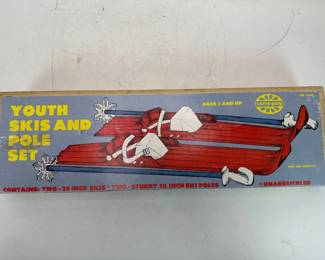 AGES 3 AND UP
YOUTH
SKIS AND
POLE
SET
CONTAINS: TWO - 28 INCH SKIS - TWO - STURDY 28 INCH SKI POLES - UNASSEMBLED